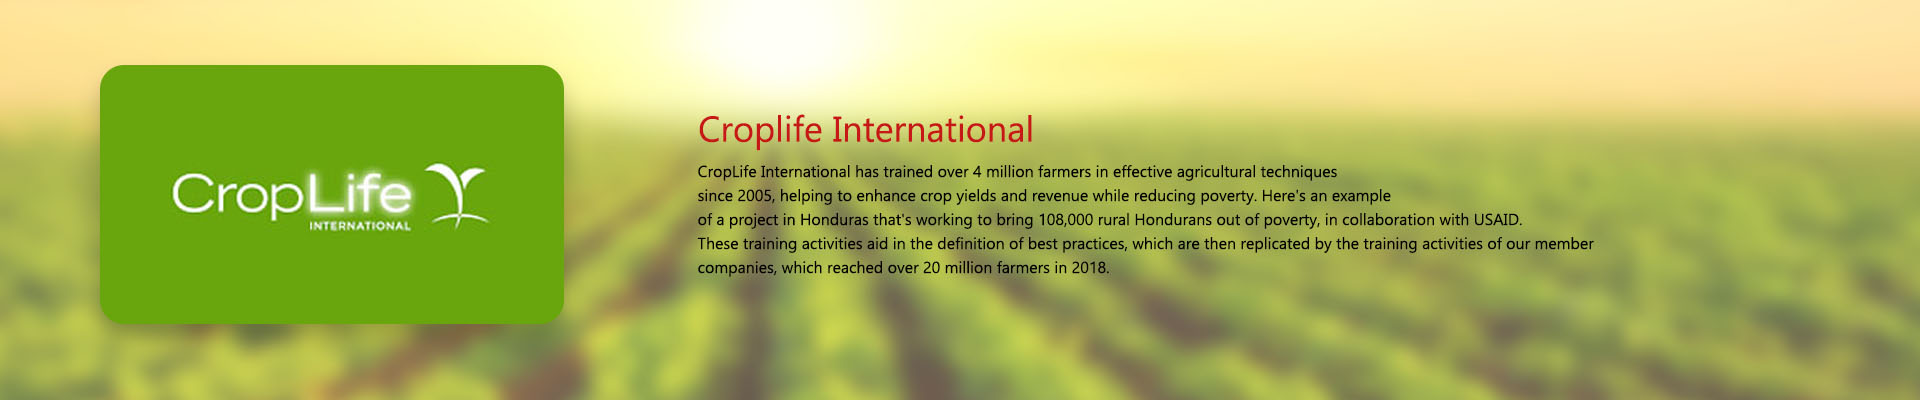 CropLife
INTERNATIONAL
Croplife International
CropLife International has trained over 4 million farmers in effective agricultural techniques
since 2005, helping to enhance crop yields and revenue while reducing poverty. Here's an example
of a project in Honduras that's working to bring 108,000 rural Hondurans out of poverty, in collaboration with USAID.
These training activities aid in the definition of best practices, which are then replicated by the training activities of our member
companies, which reached over 20 million farmers in 2018.